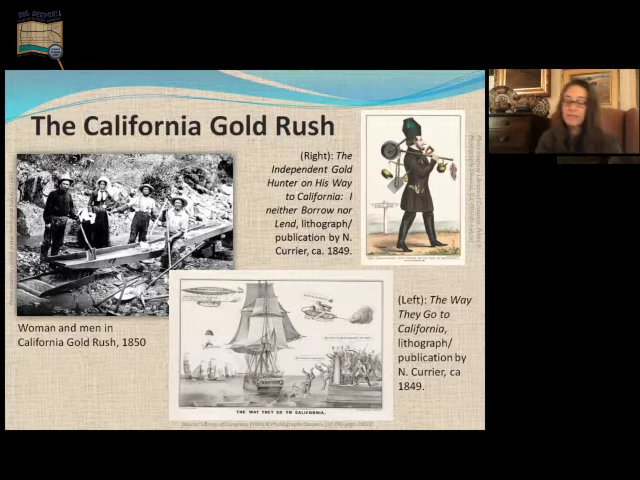 DIG DEEPER!
The California Gold Rush
(Right): The
Independent Gold
Hunter on His Way
to California: I
neither Borrow nor
Lend, lithograph/
publication by N.
Currier, ca. 1849.
Woman and men in
California Gold Rush, 1850
(Left): The Way
They Go to
California,
lithograph/
publication by
N. Currier, ca
1849.
THE WAY THEY GO TO CALIFORNIA.